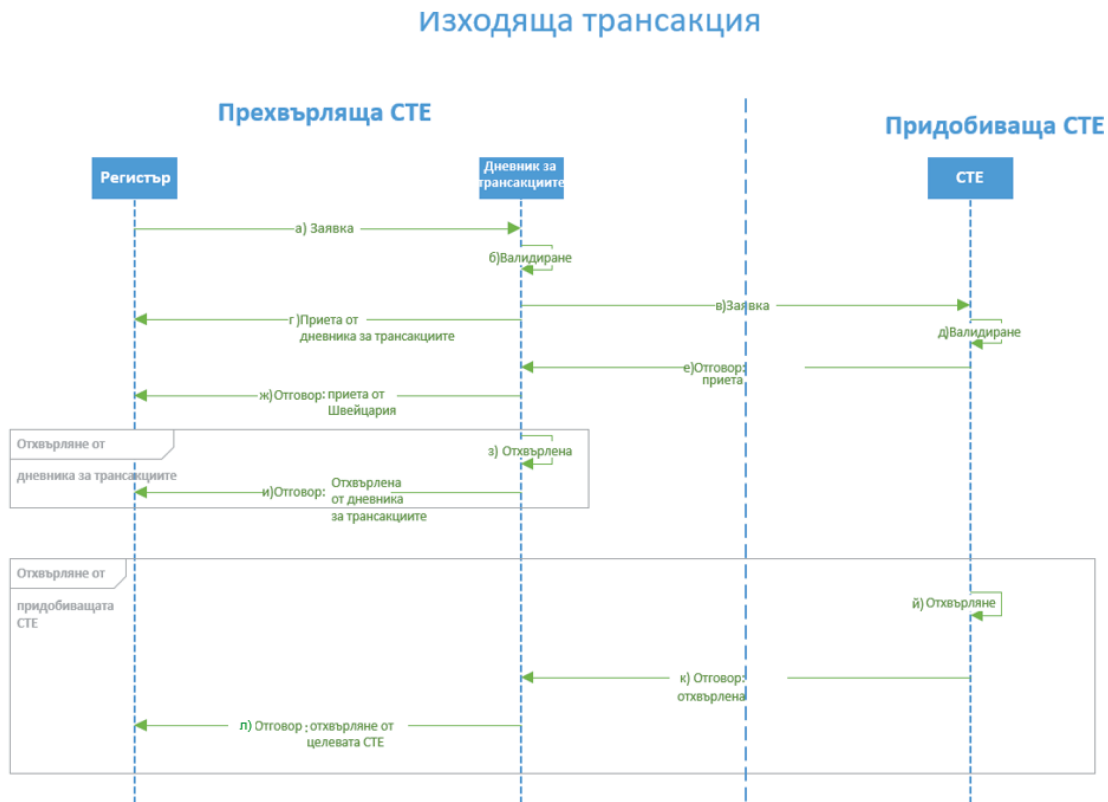 Изходяща трансакция
Прехвърляща СТЕ
Придобиваща СТЕ
Регистър
Дневник за
трансакциите
СТЕ
а) Заявка
б)Валидиране
в)Заявка
г)Приета от
дневника за трансакциите
д)Валидиране
е)Отговор:
приета
ж)Отговор: приета от
Швейцария
Отхвърляне от
дневника за трансакциите
з) Отхвърлена
и)Отговор:
Отхвърлена
от дневника
за трансакциите
Отхвърляне от
придобиващата
СТЕ
й) Отхвърляне
к) Отговор:
отхвърлена
л) Отговор : отхвърляне от
целевата СТЕ